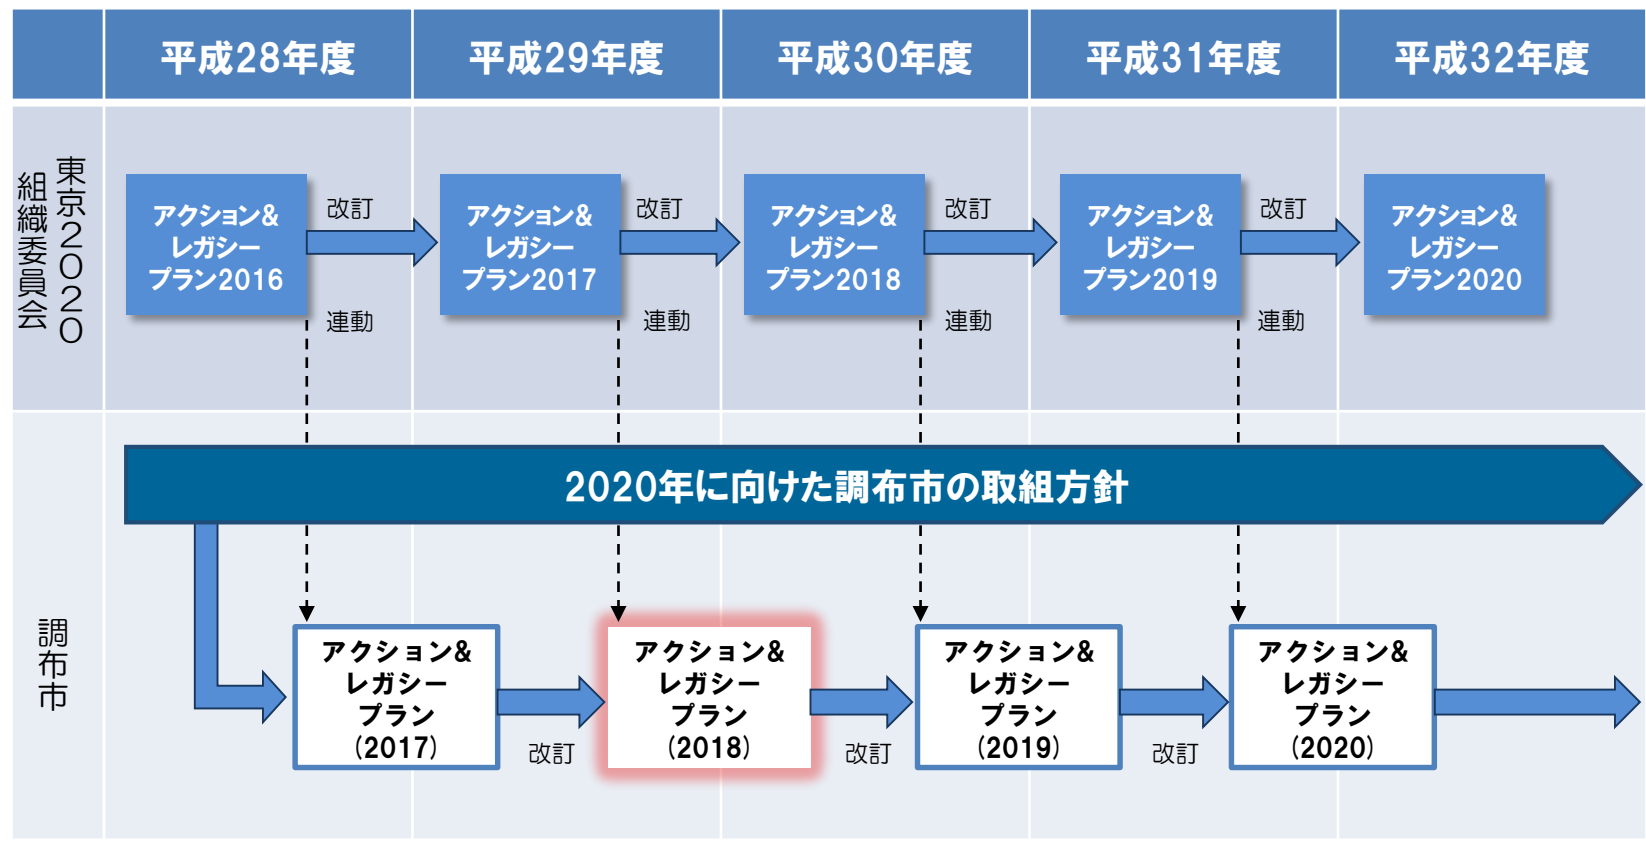 平成28年度
平成29年度
平成30年度
平成31年度
平成32年度
東京2020
組織委員会
アクション&
レガシー
プラン2016
改訂
連動
アクション&
レガシー
プラン2017
改訂
連動
アクション&
レガシー
プラン2018
改訂
連動
アクション&
レガシー
プラン2019
改訂
連動
アクション&
レガシー
プラン2020
調布市
2020年に向けた調布市の取組方針
アクション&
レガシー
プラン
(2017)
改訂
アクション&
レガシー
プラン
(2018)
改訂
アクション&
レガシー
プラン
(2019)
改訂
アクション&
レガシー
プラン
(2020)